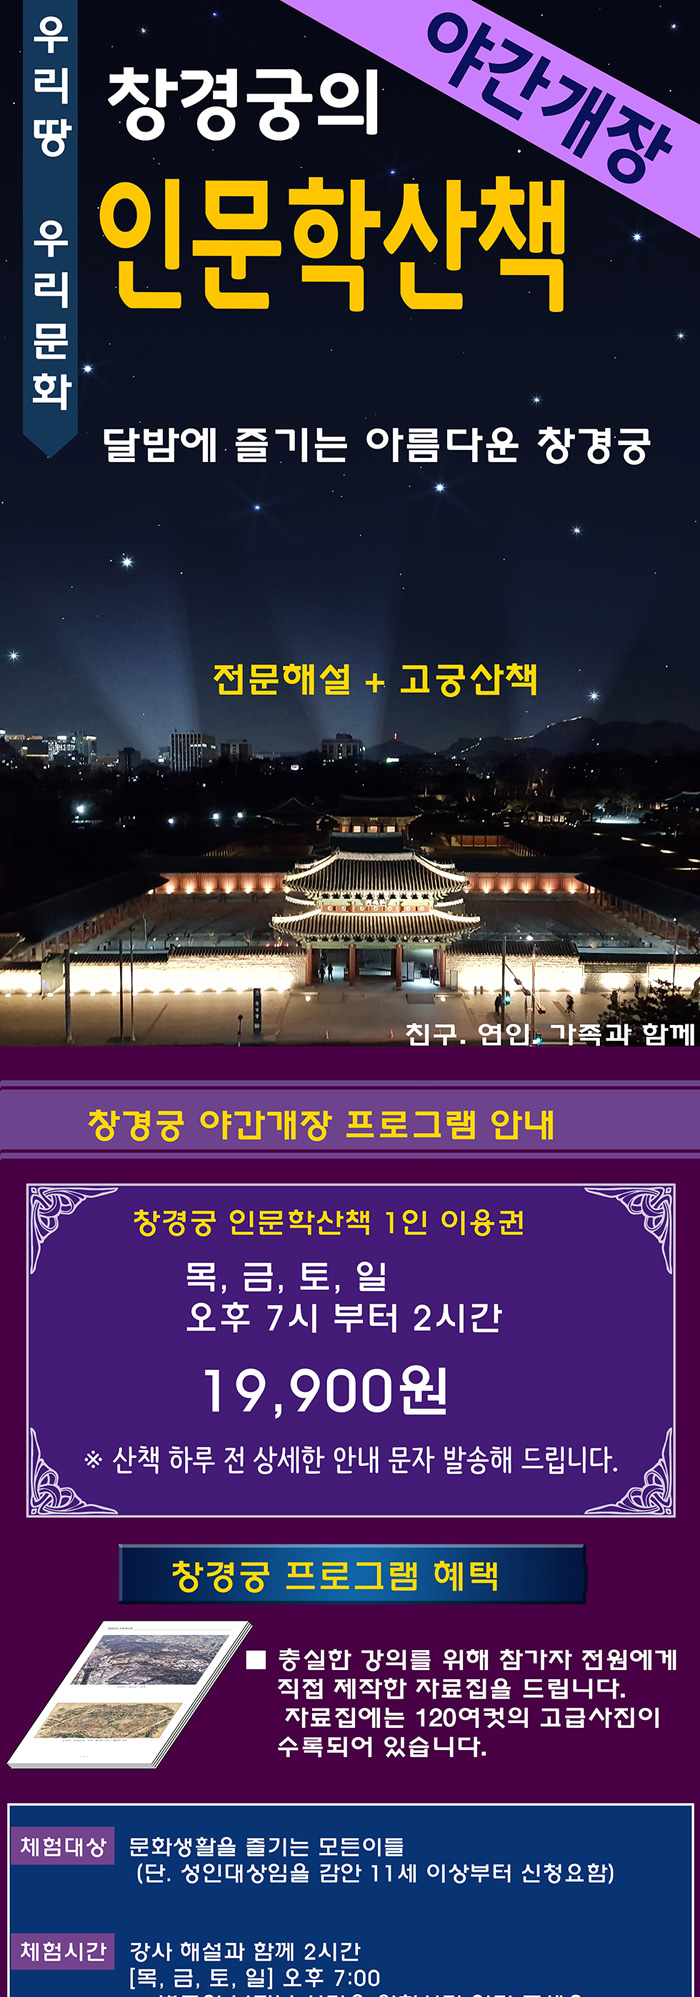 우리땅 우리문화
야간개장
창경궁의
인문학산책
달밤에 즐기는 아름다운 창경궁
전문해설 + 고궁산책
친구. 연인. 가족과 함께
창경궁 야간개장 프로그램 안내
창경궁 인문학산책 1인 이용권
목, 금, 토, 일
오후 7시 부터 2시간
19,900원
※ 산책 하루 전 상세한 안내 문자 발송해 드립니다.
창경궁 프로그램 혜택
■ 충실한 강의를 위해 참가자 전원에게
직접 제작한 자료집을 드립니다.
자료집에는 120여컷의 고급사진이
수록되어 있습니다.
체험대상 문화생활을 즐기는 모든이들
(단. 성인대상임을 감안 11세 이상부터 신청요함)
체험시간 강사 해설과 함께 2시간
[목, 금, 토, 일] 오후 7:00